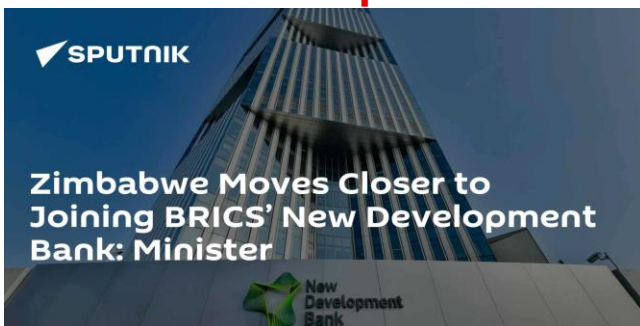 SPUTNIK
Zimbabwe Moves Closer to
Joining BRICS’ New Development
Bank: Minister
New
Development
Bank